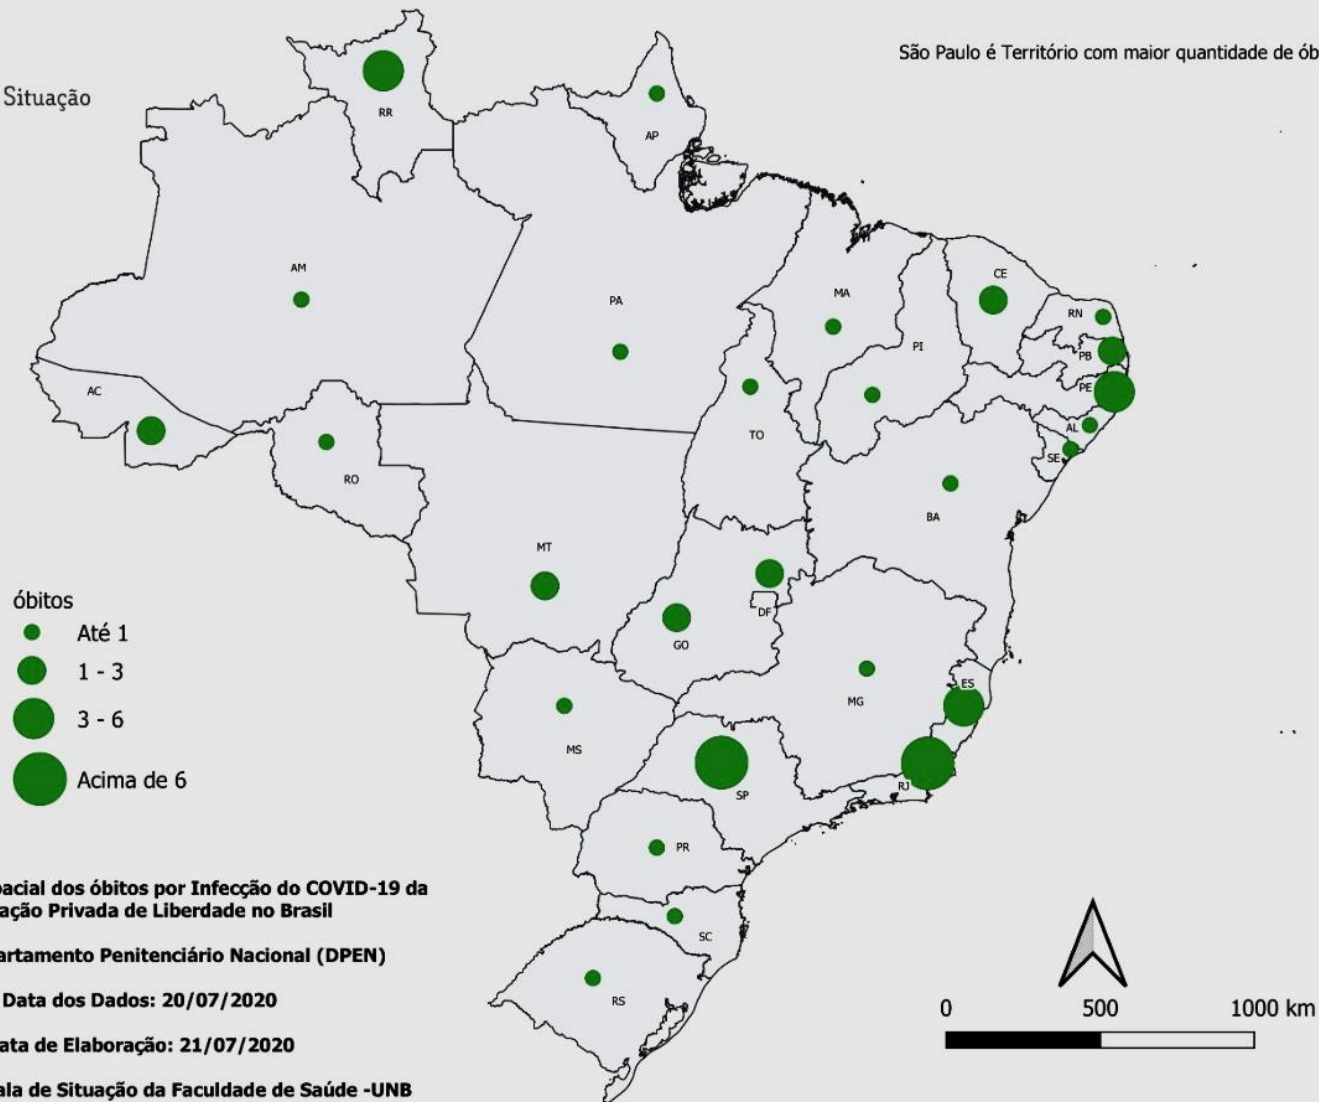 São Paulo é Território com maior quantidade de ób
Situação
RR
AP
AM
PA
MA
CE
RN
PI
PB
PE
AC
AL
TO
SE
RO
BA
MT
DF
GO
ES
MG
MS
RJ
SP
PR
SC
RS
óbitos
Até 1
1 - 3
3 - 6
Acima de 6
pacial dos óbitos por Infecção do COVID-19 da
ação Privada de Liberdade no Brasil
artamento Penitenciário Nacional (DPEN)
Data dos Dados: 20/07/2020
ata de Elaboração: 21/07/2020
ala de Situação da Faculdade de Saúde -UNB
0 500 1000 km